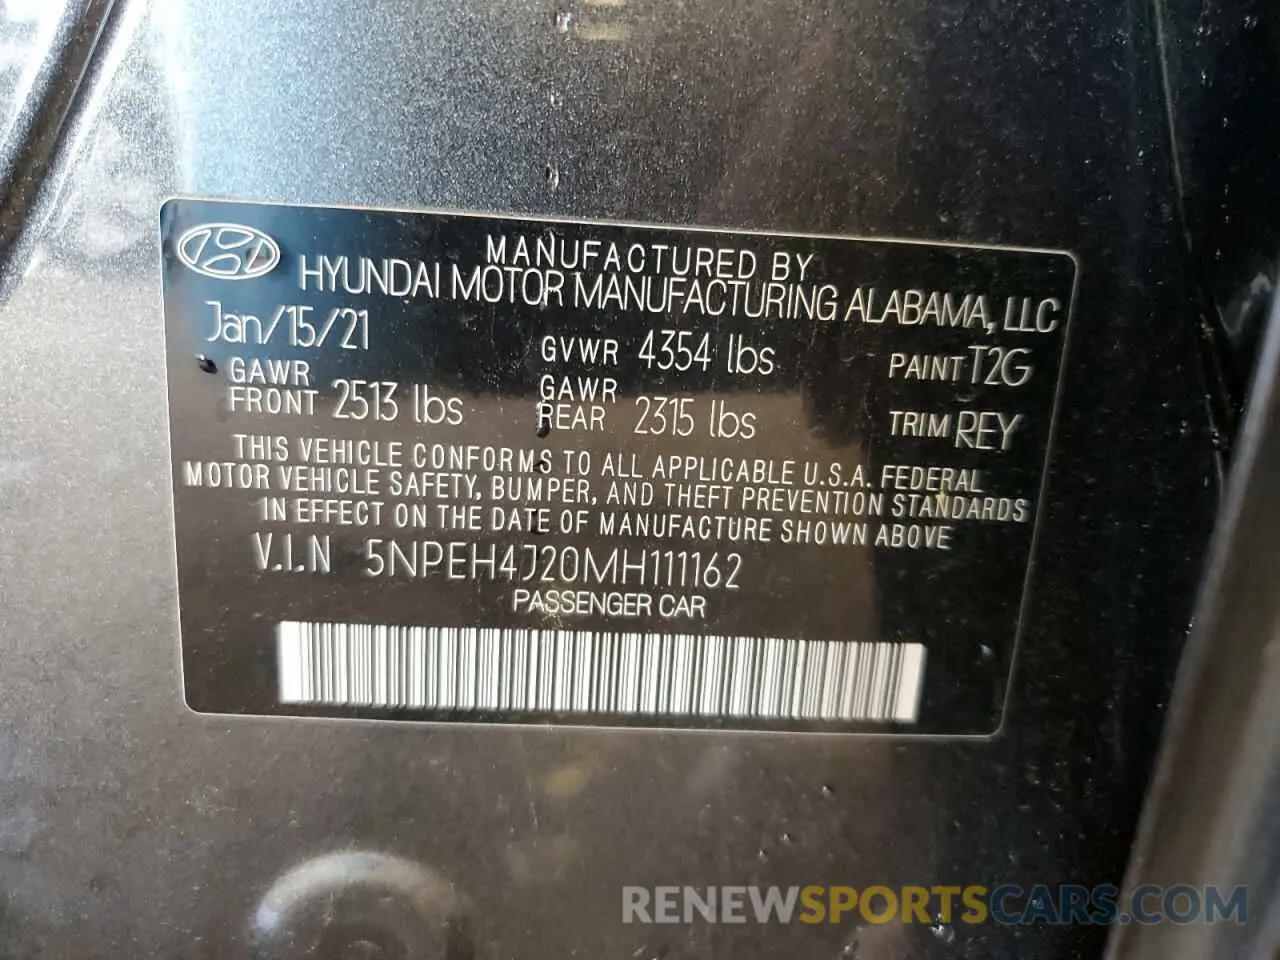 MANUFACTURED BY
HYUNDAI MOTOR MANUFACTURING ALABAMA, LLC
Jan/15/21 GVWR 4354 lbs PAINT T2G
GAWR FRONT 2513 lbs GAWR REAR 2315 lbs TRIM REY
THIS VEHICLE CONFORMS TO ALL APPLICABLE U.S.A. FEDERAL
MOTOR VEHICLE SAFETY, BUMPER, AND THEFT PREVENTION STANDARDS
IN EFFECT ON THE DATE OF MANUFACTURE SHOWN ABOVE
V.I.N 5NPEH4J20MH111162
PASSENGER CAR
RENEWSPORTSCARS.COM